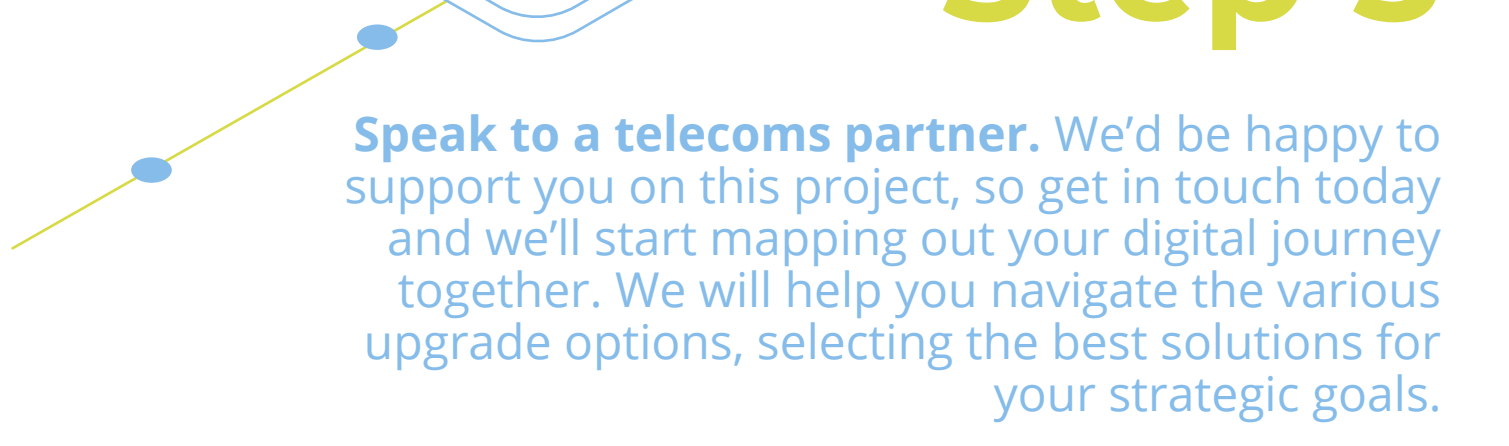 Step
Speak to a telecoms partner. We’d be happy to
support you on this project, so get in touch today
and we’ll start mapping out your digital journey
together. We will help you navigate the various
upgrade options, selecting the best solutions for
your strategic goals.